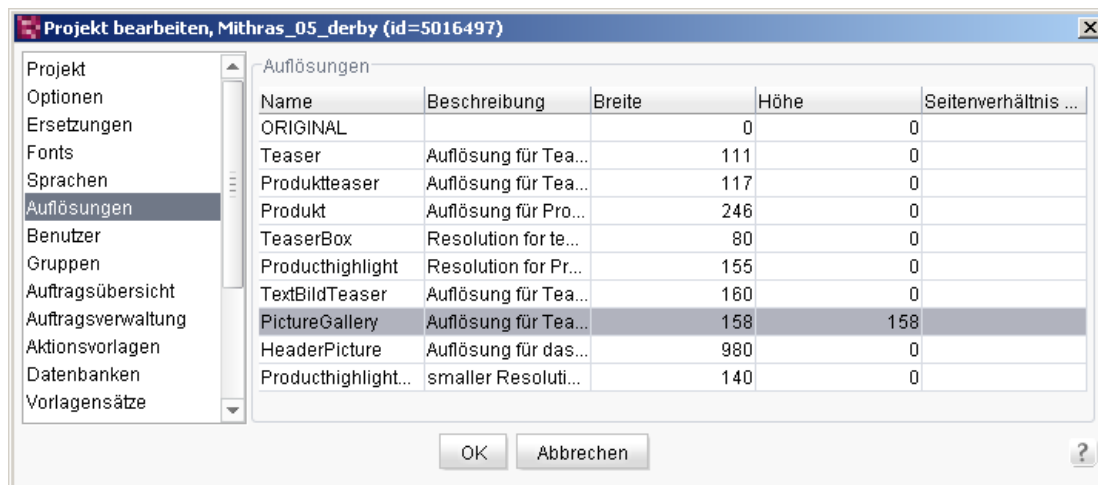 Projekt bearbeiten, Mithras_05_derby (id=5016497)
Projekt
Optionen
Ersetzungen
Fonts
Sprachen
Auflösungen
Benutzer
Gruppen
Auftragsübersicht
Auftragsverwaltung
Aktionsvorlagen
Datenbanken
Vorlagensätze
Auflösungen
Name Beschreibung Breite Höhe Seitenverhältnis ...
ORIGINAL 0 0
Teaser Auflösung für Tea... 111 0
Produktteaser Auflösung für Tea... 117 0
Produkt Auflösung für Pro... 246 0
TeaserBox Resolution for te... 80 0
Producthighlight Resolution for Pr... 155 0
TextBildTeaser Auflösung für Tea... 160 0
PictureGallery Auflösung für Tea... 158 158
HeaderPicture Auflösung für das... 980 0
Producthighlight... smaller Resoluti... 140 0
OK Abbrechen ?